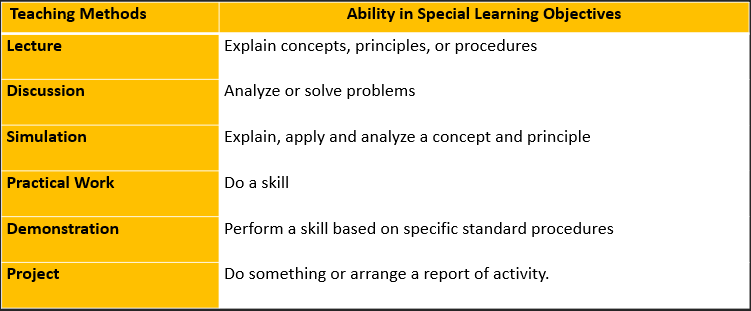 Teaching Methods Ability in Special Learning Objectives
Lecture Explain concepts, principles, or procedures
Discussion Analyze or solve problems
Simulation Explain, apply and analyze a concept and principle
Practical Work Do a skill
Demonstration Perform a skill based on specific standard procedures
Project Do something or arrange a report of activity.